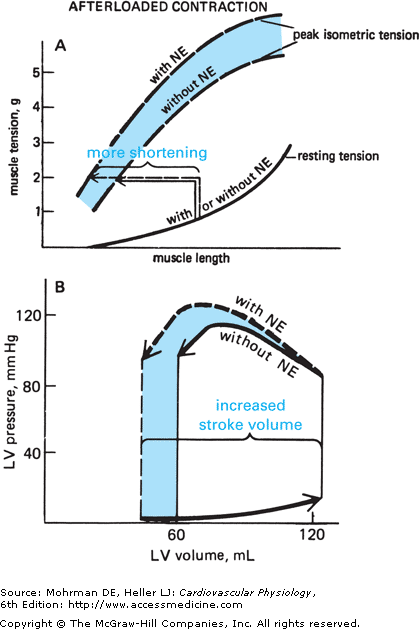 AFTERLOADED CONTRACTION
A
muscle tension, g
5
4
3
2
1
with NE
without NE
peak isometric tension
more shortening
resting tension
with or without NE
muscle length
B
LV pressure, mm Hg
120
80
40
with NE
without NE
increased
stroke volume
60
120
LV volume, mL
Source: Mohrman DE, Heller LJ: Cardiovascular Physiology,
6th Edition: http://www.accessmedicine.com
Copyright © The McGraw-Hill Companies, Inc. All rights reserved.